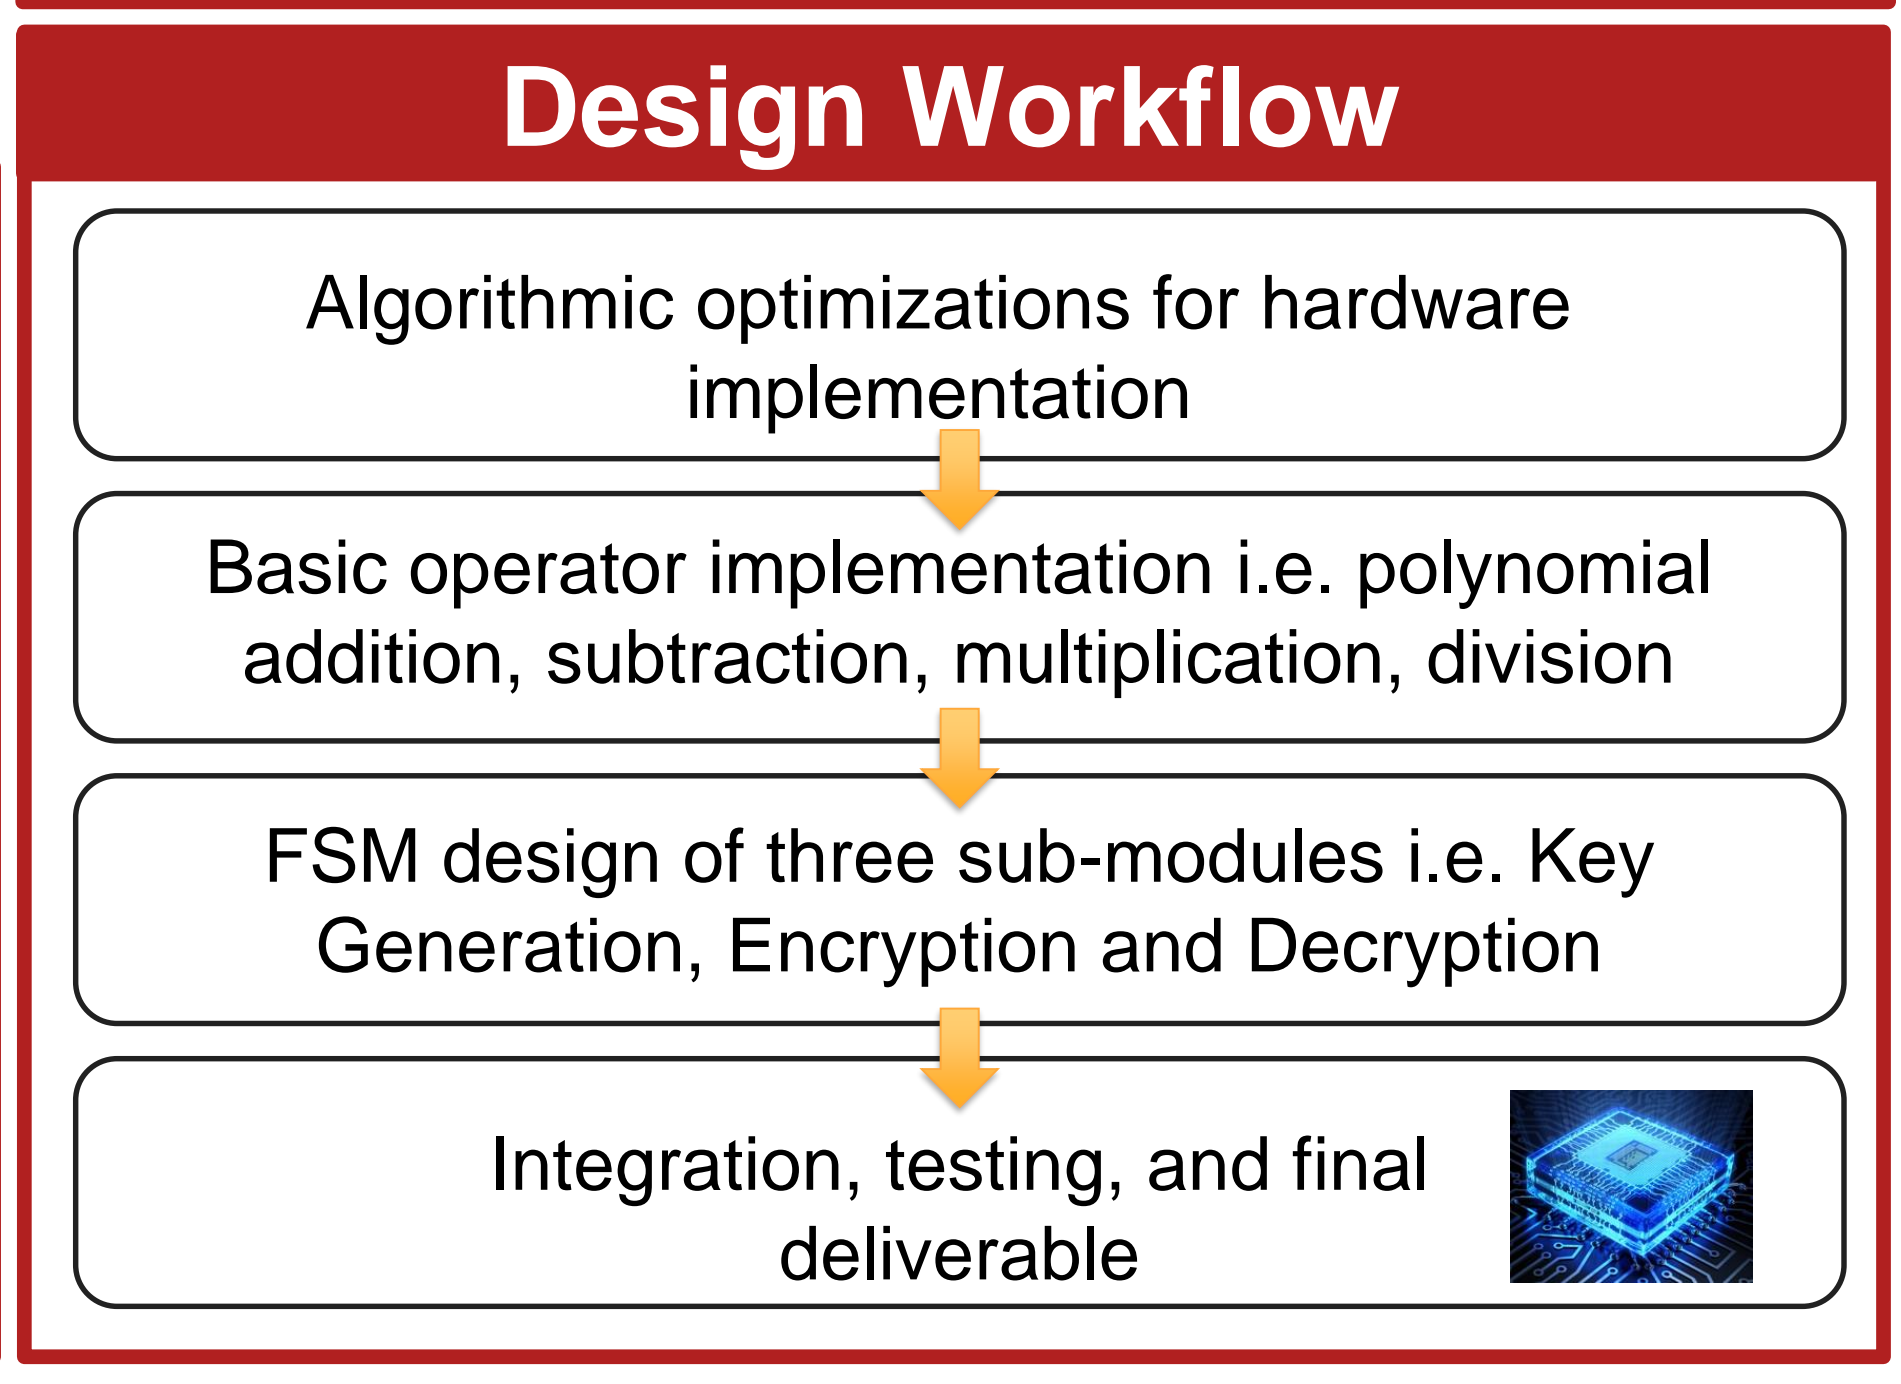 Design Workflow
Algorithmic optimizations for hardware
implementation
Basic operator implementation i.e. polynomial
addition, subtraction, multiplication, division
FSM design of three sub-modules i.e. Key
Generation, Encryption and Decryption
Integration, testing, and final
deliverable